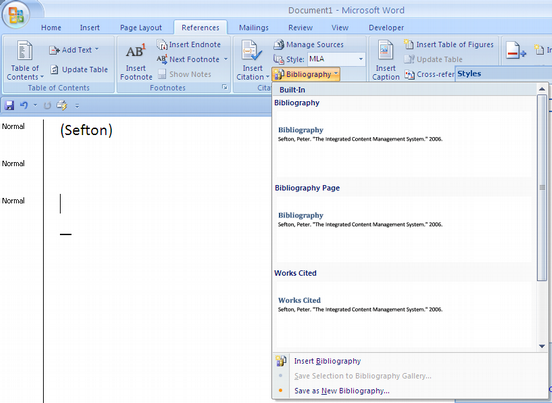 Document1 - Microsoft Word
Home Insert Page Layout References Mailings Review View Developer
Table of Contents
Add Text
Update Table
Table of Contents
AB1
Insert Footnote
Insert Endnote
Next Footnote
Show Notes
Footnotes
Insert Citation
Manage Sources
Style: MLA
Bibliography
Insert Caption
Insert Table of Figures
Update Table
Cross-refer
Styles
Normal
(Sefton)
Normal
Normal
Built-In
Bibliography
Bibliography
Sefton, Peter. "The Integrated Content Management System." 2006.
Bibliography Page
Bibliography
Sefton, Peter. "The Integrated Content Management System." 2006.
Works Cited
Works Cited
Sefton, Peter. "The Integrated Content Management System." 2006.
Insert Bibliography
Save Selection to Bibliography Gallery...
Save as New Bibliography...